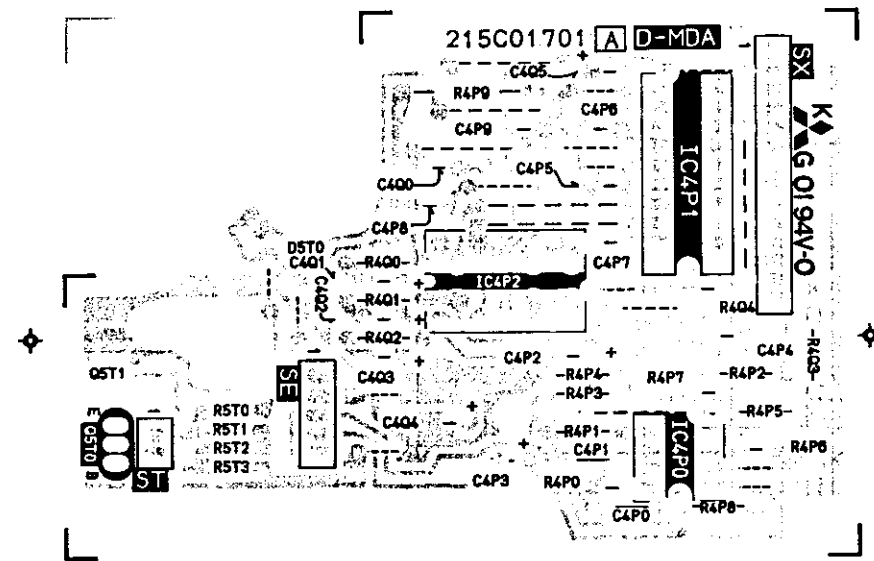 215C01701 A D-MDA
SX
C4Q5
R4P9
C4P6
C4P9
K
G 0194V-0
IC4P1
C4P5
C4Q0
C4P8
D5T0
C4Q1
R4Q0
C4P7
C4Q2
IC4P2
R4Q1
R4Q4
R4Q2
C4P2
C4P4
R4Q3
Q5T1
SE
C4Q3
R4P4
R4P7
R4P2
R4P3
R5T0
R4P5
E
Q5T0
B
ST
R5T1
C4Q4
R4P1
IC4P0
R5T2
C4P1
R4P6
R5T3
C4P3
R4P0
R4P8
C4P0